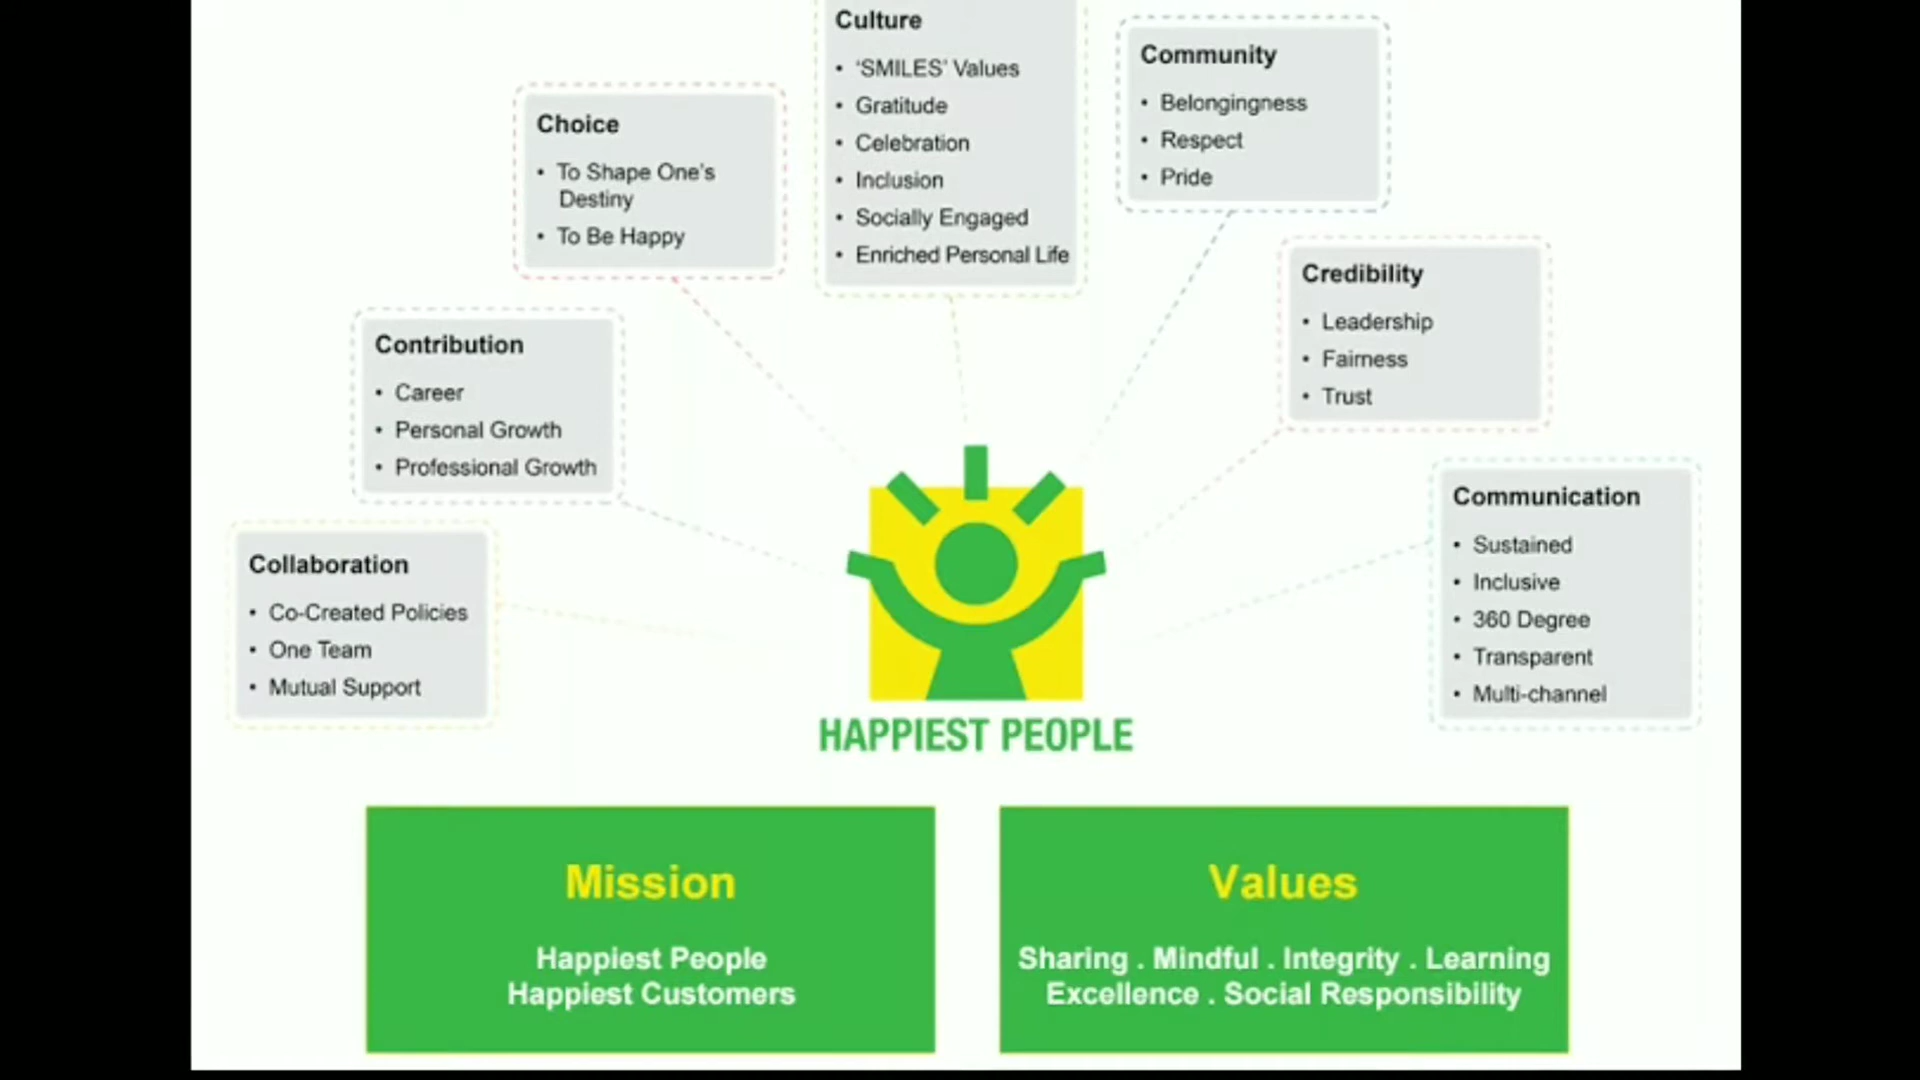 Culture
• ‘SMILES’ Values
• Gratitude
• Celebration
• Inclusion
• Socially Engaged
• Enriched Personal Life
Community
• Belongingness
• Respect
• Pride
Choice
• To Shape One's
Destiny
• To Be Happy
Credibility
• Leadership
• Fairness
• Trust
Contribution
• Career
• Personal Growth
• Professional Growth
Communication
• Sustained
• Inclusive
• 360 Degree
• Transparent
• Multi-channel
Collaboration
• Co-Created Policies
• One Team
• Mutual Support
HAPPIEST PEOPLE
Mission
Happiest People
Happiest Customers
Values
Sharing . Mindful . Integrity . Learning
Excellence . Social Responsibility